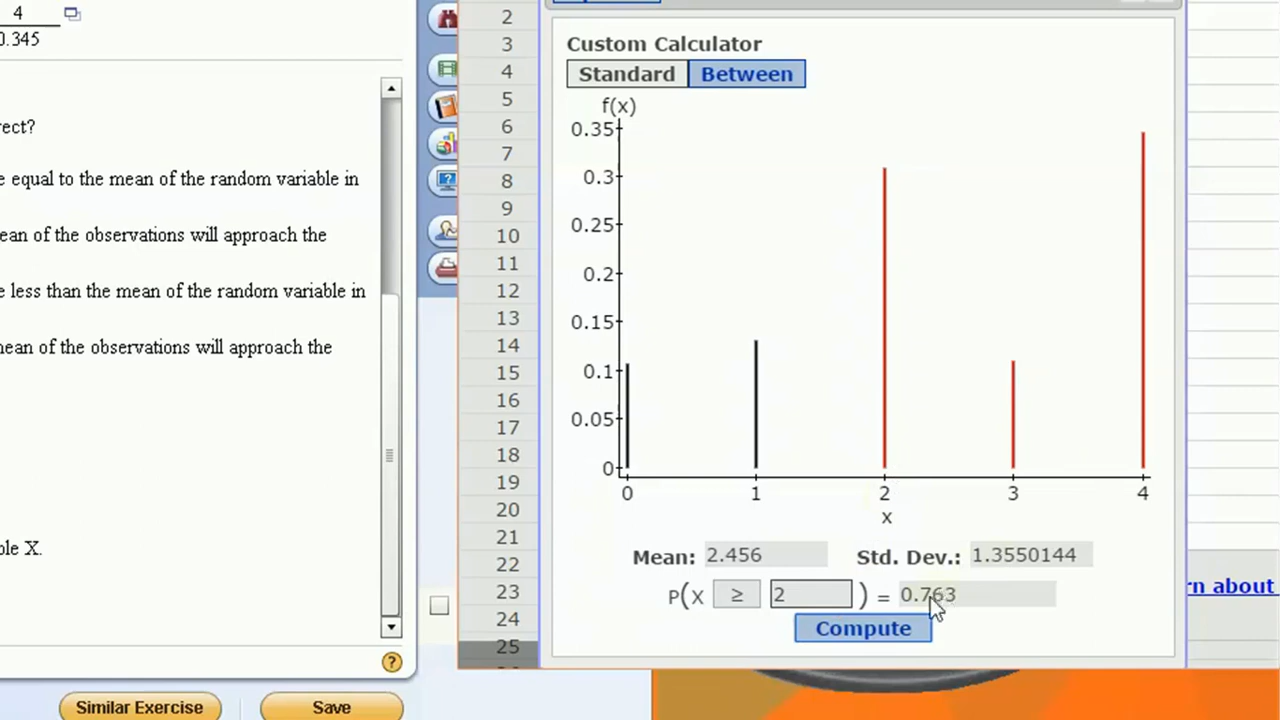 4
0.345
rect?
e equal to the mean of the random variable in
ean of the observations will approach the
e less than the mean of the random variable in
nean of the observations will approach the
ple X.
?
Similar Exercise
Save
2
3
4
5
6
7
8
9
10
11
12
13
14
15
16
17
18
19
20
21
22
23
24
25
Custom Calculator
Standard Between
f(x)
0.35
0.3
0.25
0.2
0.15
0.1
0.05
0
0 1 2 3 4
x
Mean: 2.456 Std. Dev.: 1.3550144
P(X ≥ 2 ) = 0.763
Compute
rn about